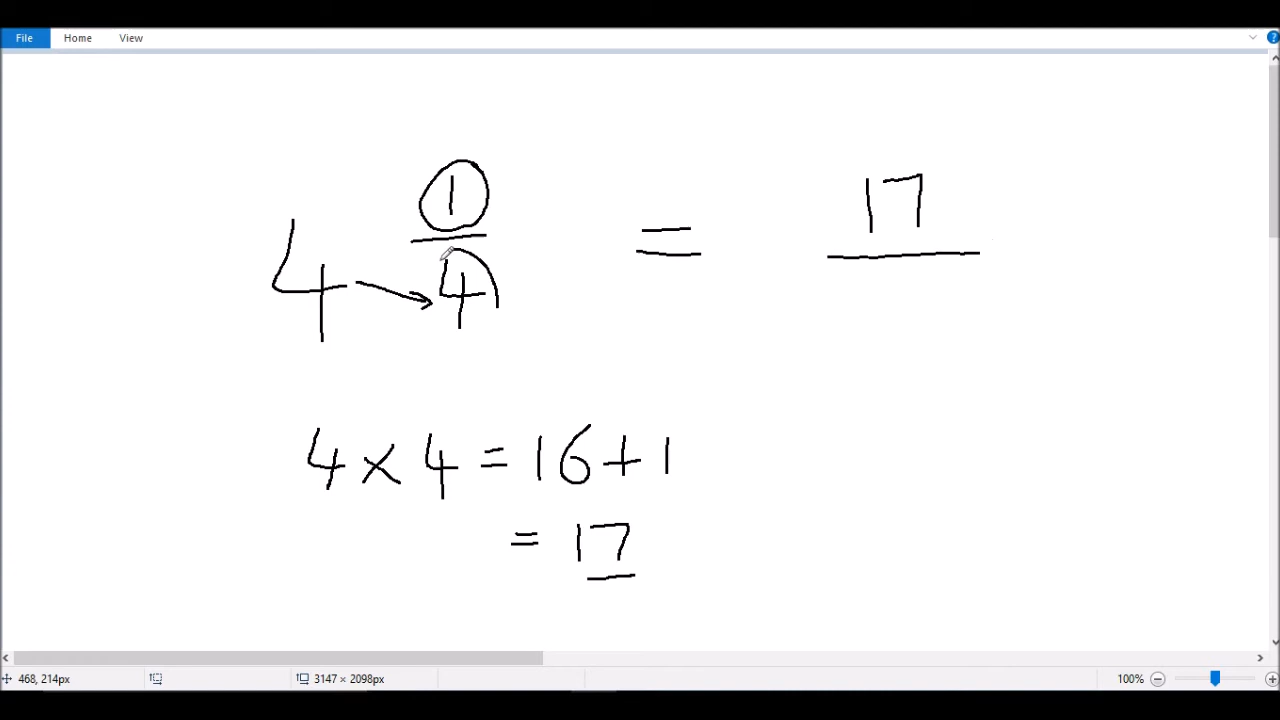 File Home View
4 1/4 = 17
4 × 4 = 16 + 1
= 17
468, 214px 3147 × 2098px 100%